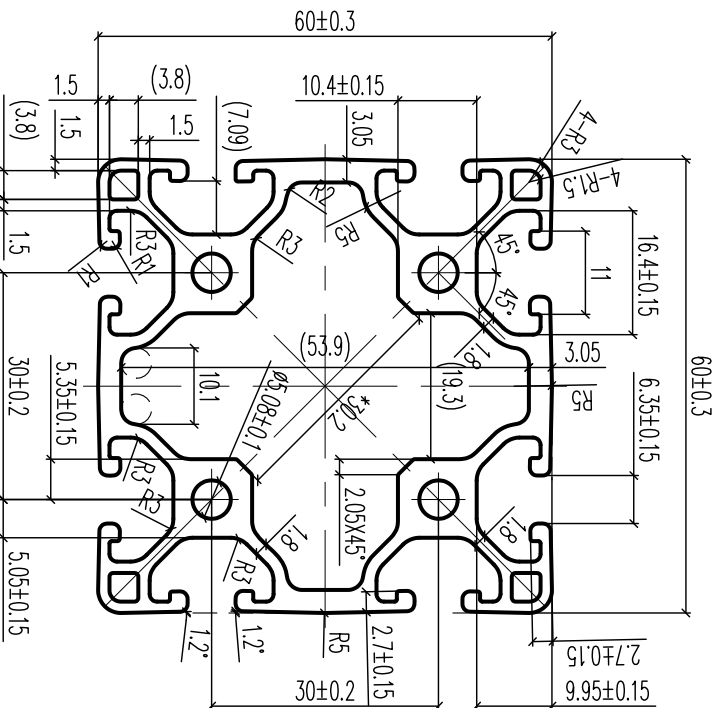 60±0.3
1.5
(3.8)
10.4±0.15
(3.8)
1.5
1.5
(7.09)
3.05
4-R3
4-R1.5
R2
R5
R3
45°
45°
16.4±0.15
11
1.5
R3
R1
R1
(53.9)
1.8
3.05
60±0.3
30±0.2
5.35±0.15
10.1
ø5.08±0.1
*30.2
(19.3)
R5
6.35±0.15
R3
R3
R3
1.8
2.05X45°
1.8
5.05±0.15
1.2°
1.2°
R5
2.7±0.15
2.7±0.15
30±0.2
9.95±0.15